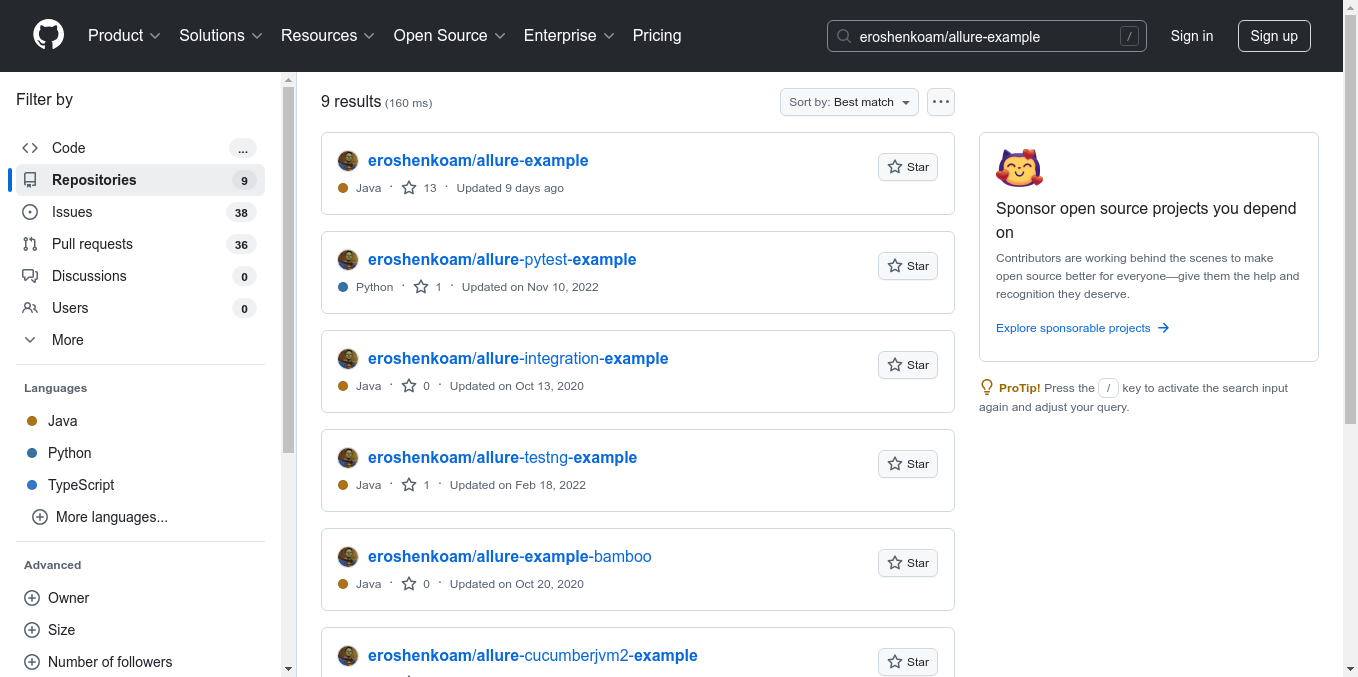 Product Solutions Resources Open Source Enterprise Pricing eroshenkoam/allure-example / Sign in Sign up
Filter by
Code ...
Repositories 9
Issues 38
Pull requests 36
Discussions 0
Users 0
More
Languages
Java
Python
TypeScript
More languages...
Advanced
Owner
Size
Number of followers
9 results (160 ms) Sort by: Best match
eroshenkoam/allure-example Star
Java · 13 · Updated 9 days ago
eroshenkoam/allure-pytest-example Star
Python · 1 · Updated on Nov 10, 2022
eroshenkoam/allure-integration-example Star
Java · 0 · Updated on Oct 13, 2020
eroshenkoam/allure-testng-example Star
Java · 1 · Updated on Feb 18, 2022
eroshenkoam/allure-example-bamboo Star
Java · 0 · Updated on Oct 20, 2020
eroshenkoam/allure-cucumberjvm2-example Star
Sponsor open source projects you depend
on
Contributors are working behind the scenes to make
open source better for everyone—give them the help and
recognition they deserve.
Explore sponsorable projects
ProTip! Press the / key to activate the search input
again and adjust your query.